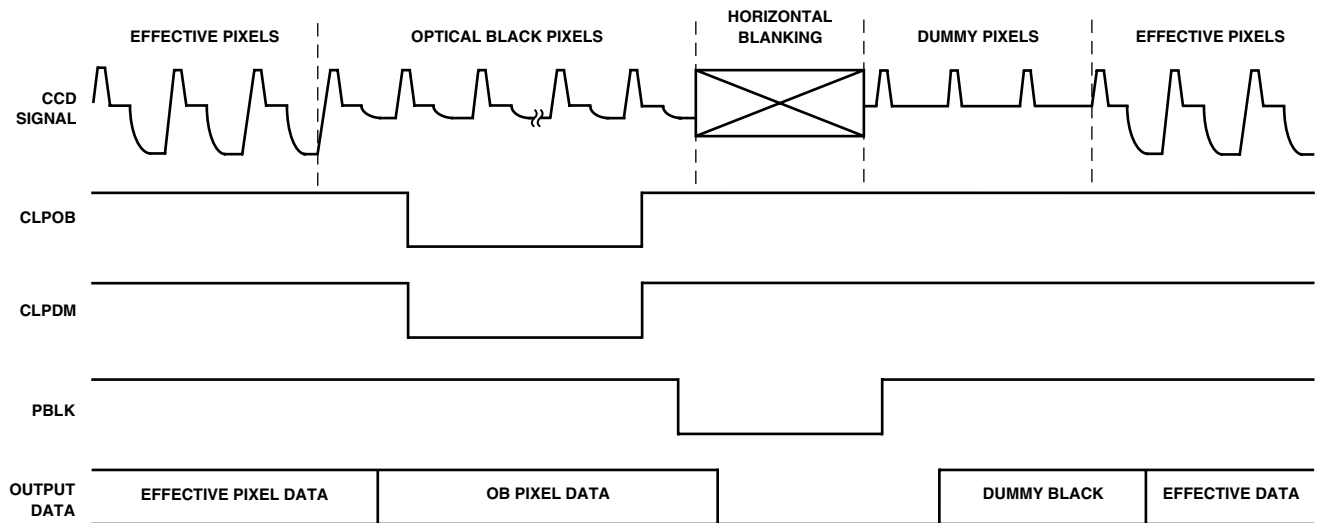 HORIZONTAL
BLANKING
EFFECTIVE PIXELS
OPTICAL BLACK PIXELS
DUMMY PIXELS
EFFECTIVE PIXELS
CCD
SIGNAL
CLPOB
CLPDM
PBLK
OUTPUT
DATA
EFFECTIVE PIXEL DATA
OB PIXEL DATA
DUMMY BLACK
EFFECTIVE DATA